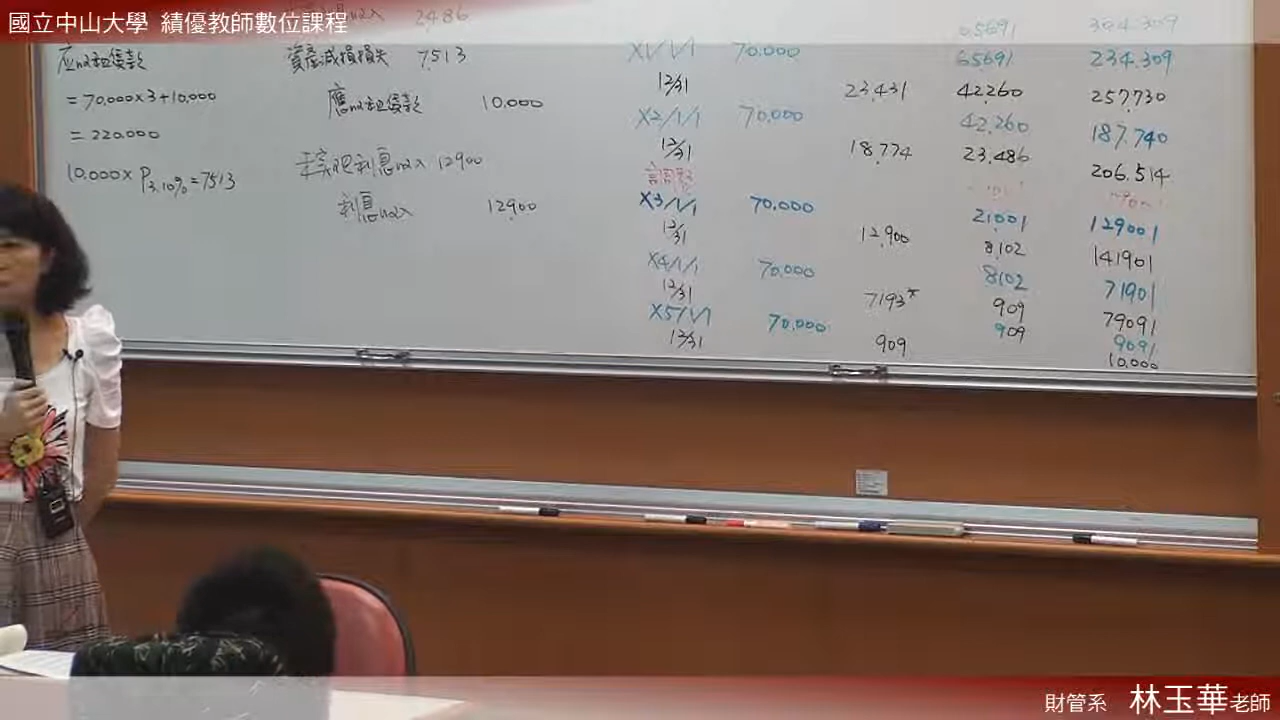 國立中山大學 績優教師數位課程
2486
65691 304.309
应收租賃款 資產減損損失 7,513 X1/1/1 70.000 65691 234.309
=70,000×3+10,000 應收租賃款 10,000 12/31 23,431 42,260 257,730
=220,000 X2/1/1 70,000 42,260 187,740
10,000× P3,10%=7513 未實現利息收入 12900 12/31 18,774 23,486 206,514
利息收入 12900 X3/1/1 70,000 21001 129001
12/31 12,900 8,102 141901
X4/1/1 70,000 8102 71901
12/31 7193* 909 79091
X5/1/1 70,000 909 9091
12/31 909 10,000
財管系 林玉華老師